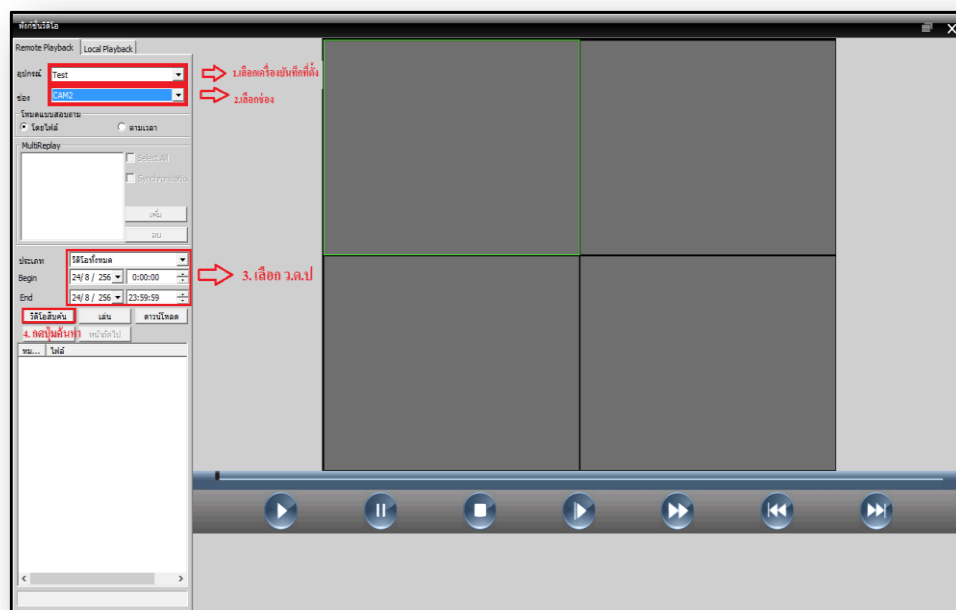 ฟังก์ชั่นวิดีโอ
Remote Playback Local Playback
อุปกรณ์ Test 1.เลือกเครื่องบันทึกที่ตั้ง
ช่อง CAM2 2.เลือกช่อง
โหมดแบบสอบถาม
โดยไฟล์ ตามเวลา
MultiReplay
Select All
Synchronizatio
เพิ่ม
ลบ
ประเภท วิดีโอทั้งหมด
Begin 24/ 8 / 256 0:00:00 3. เลือก ว.ด.ป
End 24/ 8 / 256 23:59:59
วิดีโอสืบค้น เล่น ดาวน์โหลด
4. กดปุ่มค้นหา หน้าถัดไป
หม... ไฟล์